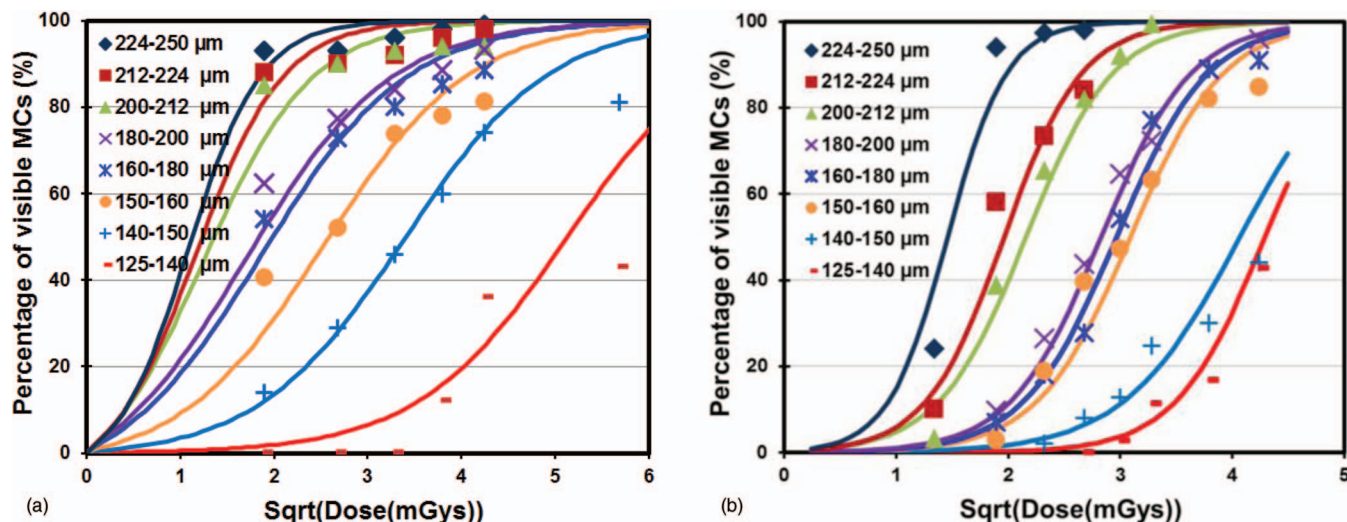 Percentage of visible MCs (%)
100
80
60
40
20
0
224-250 µm
212-224 µm
200-212 µm
180-200 µm
160-180 µm
150-160 µm
140-150 µm
125-140 µm
0 1 2 3 4 5 6
Sqrt(Dose(mGys))
(a)
Percentage of visible MCs (%)
100
80
60
40
20
0
224-250 µm
212-224 µm
200-212 µm
180-200 µm
160-180 µm
150-160 µm
140-150 µm
125-140 µm
0 1 2 3 4 5
Sqrt(Dose(mGys))
(b)